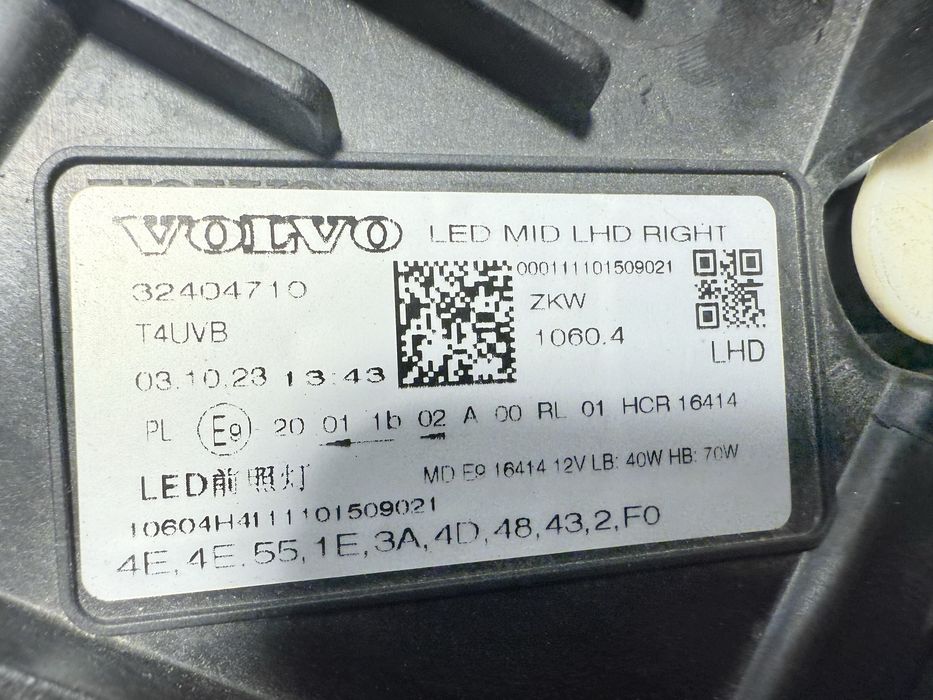 VOLVO LED MID LHD RIGHT
32404710 000111101509021
T4UVB ZKW
1060.4
LHD
03.10.23 13:43
PL E9 20 01 1b 02 A 00 RL 01 HCR 16414
LED前照灯 MD E9 16414 12V LB: 40W HB: 70W
10604H4111101509021
4E, 4E, 55, 1E, 3A, 4D, 48, 43, 2, F0